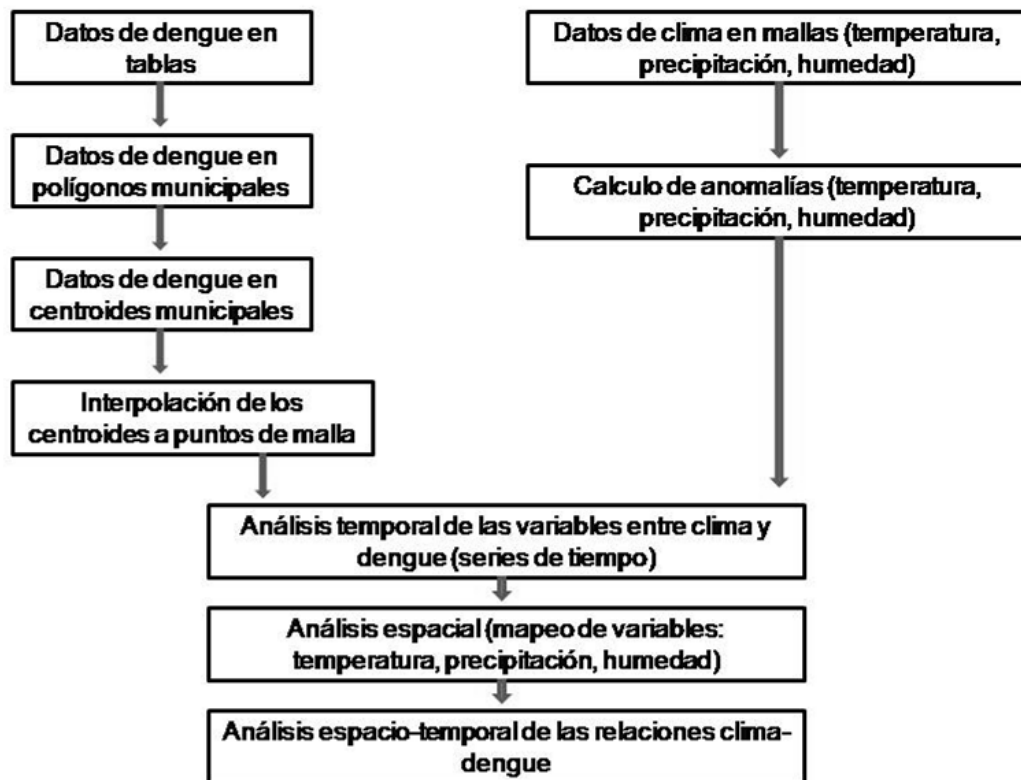 Datos de dengue en
tablas
Datos de dengue en
polígonos municipales
Datos de dengue en
centroides municipales
Interpolación de los
centroides a puntos de malla
Datos de clima en mallas (temperatura,
precipitación, humedad)
Calculo de anomalías (temperatura,
precipitación, humedad)
Análisis temporal de las variables entre clima y
dengue (series de tiempo)
Análisis espacial (mapeo de variables:
temperatura, precipitación, humedad)
Análisis espacio-temporal de las relaciones clima-
dengue